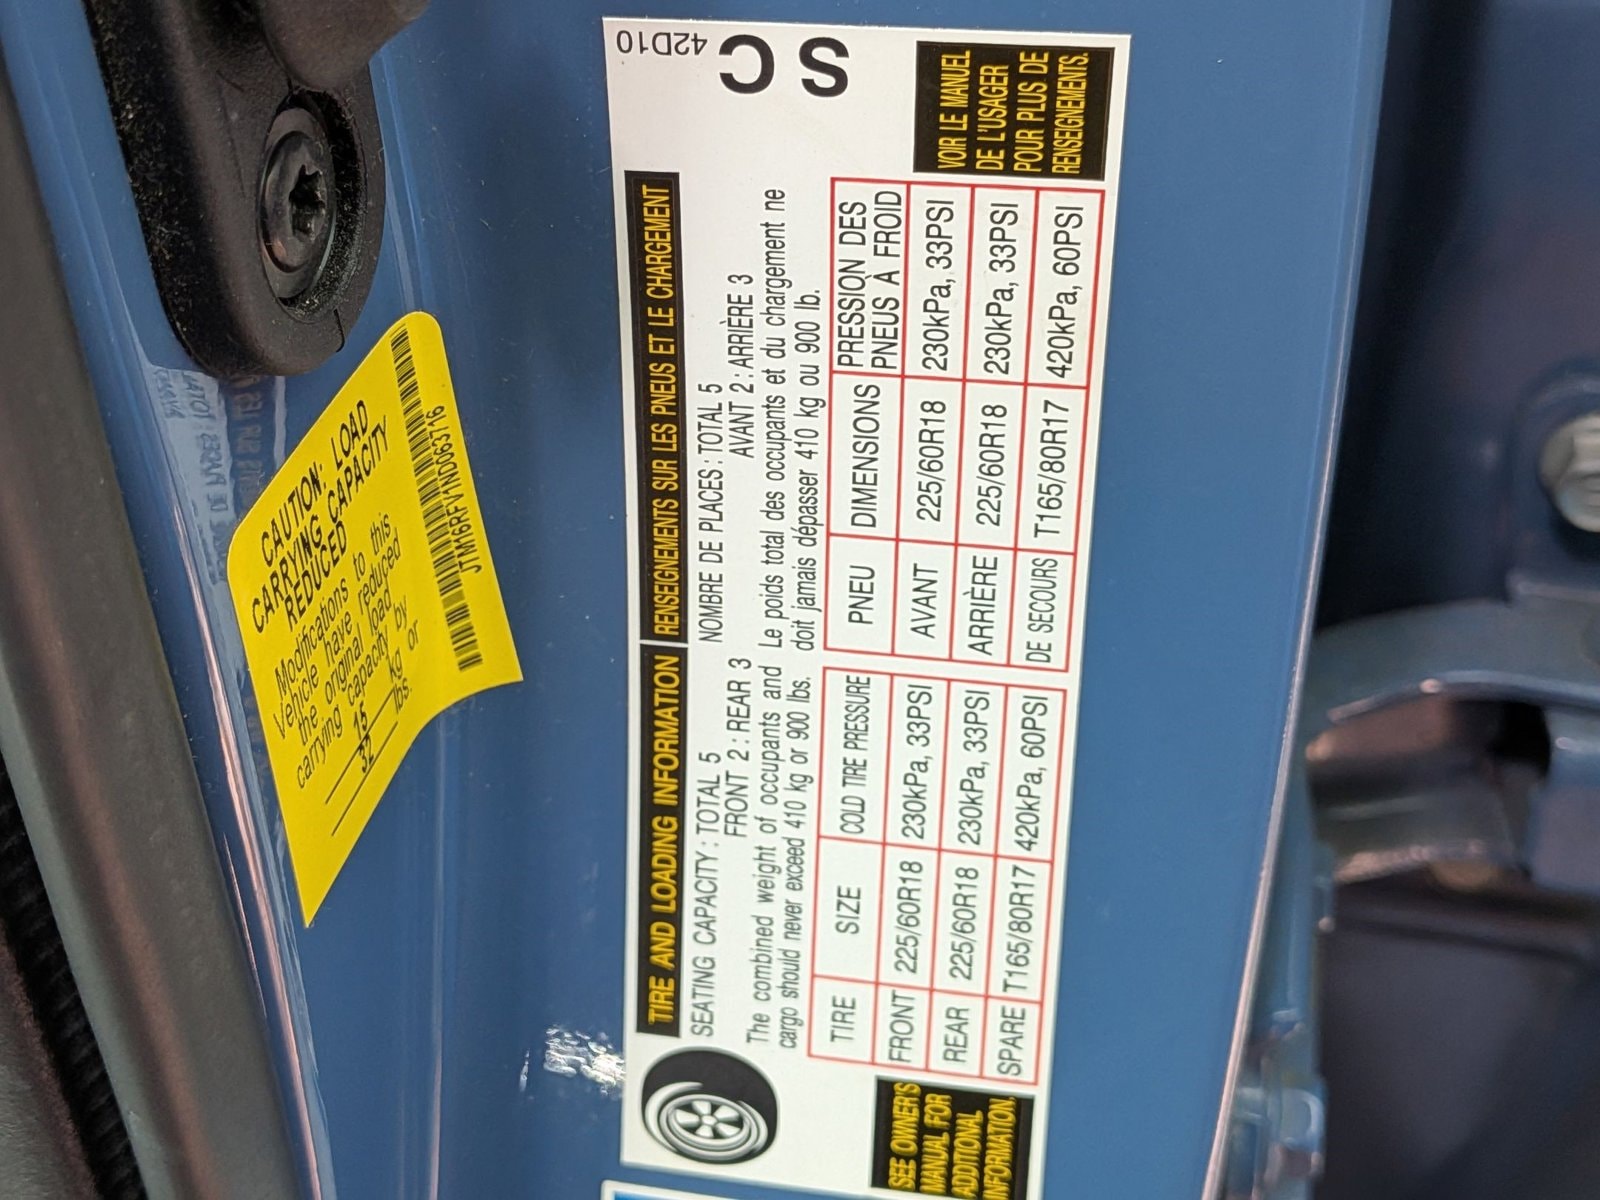 CAUTION: LOAD
CARRYING CAPACITY
REDUCED
Modifications to this
Vehicle have reduced
the original load
carrying capacity by
15 kg or
32 lbs.
JTM16RFV1ND063716
TIRE AND LOADING INFORMATION
SEATING CAPACITY: TOTAL 5
FRONT 2: REAR 3
The combined weight of occupants and
cargo should never exceed 410 kg or 900 lbs.
TIRE SIZE COLD TIRE PRESSURE
FRONT 225/60R18 230kPa, 33PSI
REAR 225/60R18 230kPa, 33PSI
SPARE T165/80R17 420kPa, 60PSI
SEE OWNER'S
MANUAL FOR
ADDITIONAL
INFORMATION.
RENSEIGNEMENTS SUR LES PNEUS ET LE CHARGEMENT
NOMBRE DE PLACES: TOTAL 5
AVANT 2: ARRIÈRE 3
Le poids total des occupants et du chargement ne
doit jamais dépasser 410 kg ou 900 lb.
PNEU DIMENSIONS PRESSION DES
PNEUS À FROID
AVANT 225/60R18 230kPa, 33PSI
ARRIÈRE 225/60R18 230kPa, 33PSI
DE SECOURS T165/80R17 420kPa, 60PSI
42D10
SC
VOIR LE MANUEL
DE L'USAGER
POUR PLUS DE
RENSEIGNEMENTS.